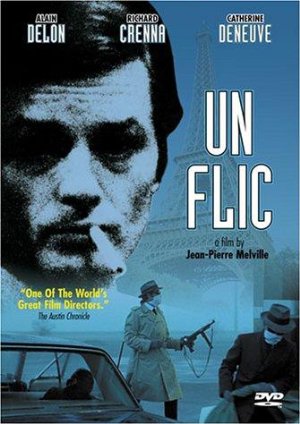 ALAIN
DELON
RICHARD
CRENNA
CATHERINE
DENEUVE
UN
FLIC
a film by
Jean-Pierre Melville
"One Of The World's
Great Film Directors."
The Austin Chronicle
DVD